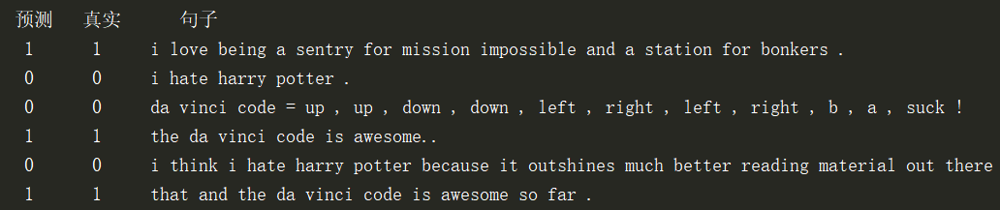 预测 真实 句子
1 1 i love being a sentry for mission impossible and a station for bonkers .
0 0 i hate harry potter .
0 0 da vinci code = up , up , down , down , left , right , left , right , b , a , suck !
1 1 the da vinci code is awesome..
0 0 i think i hate harry potter because it outshines much better reading material out there
1 1 that and the da vinci code is awesome so far .